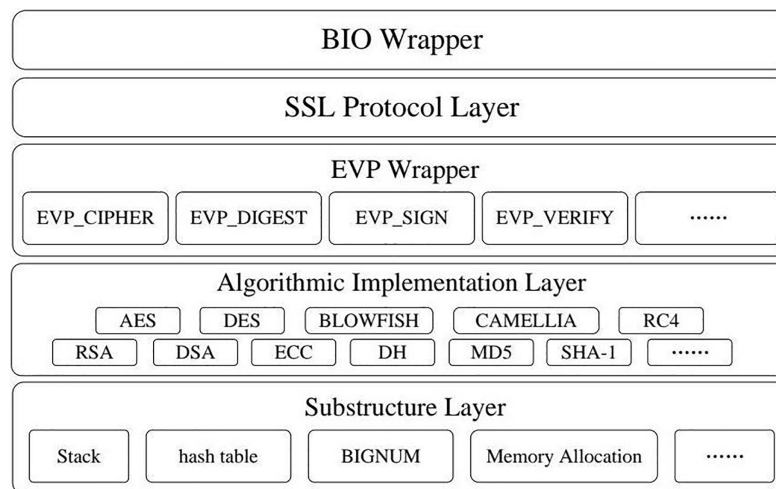 BIO Wrapper
SSL Protocol Layer
EVP Wrapper
EVP_CIPHER EVP_DIGEST EVP_SIGN EVP_VERIFY ······
Algorithmic Implementation Layer
AES DES BLOWFISH CAMELLIA RC4
RSA DSA ECC DH MD5 SHA-1 ······
Substructure Layer
Stack hash table BIGNUM Memory Allocation ······